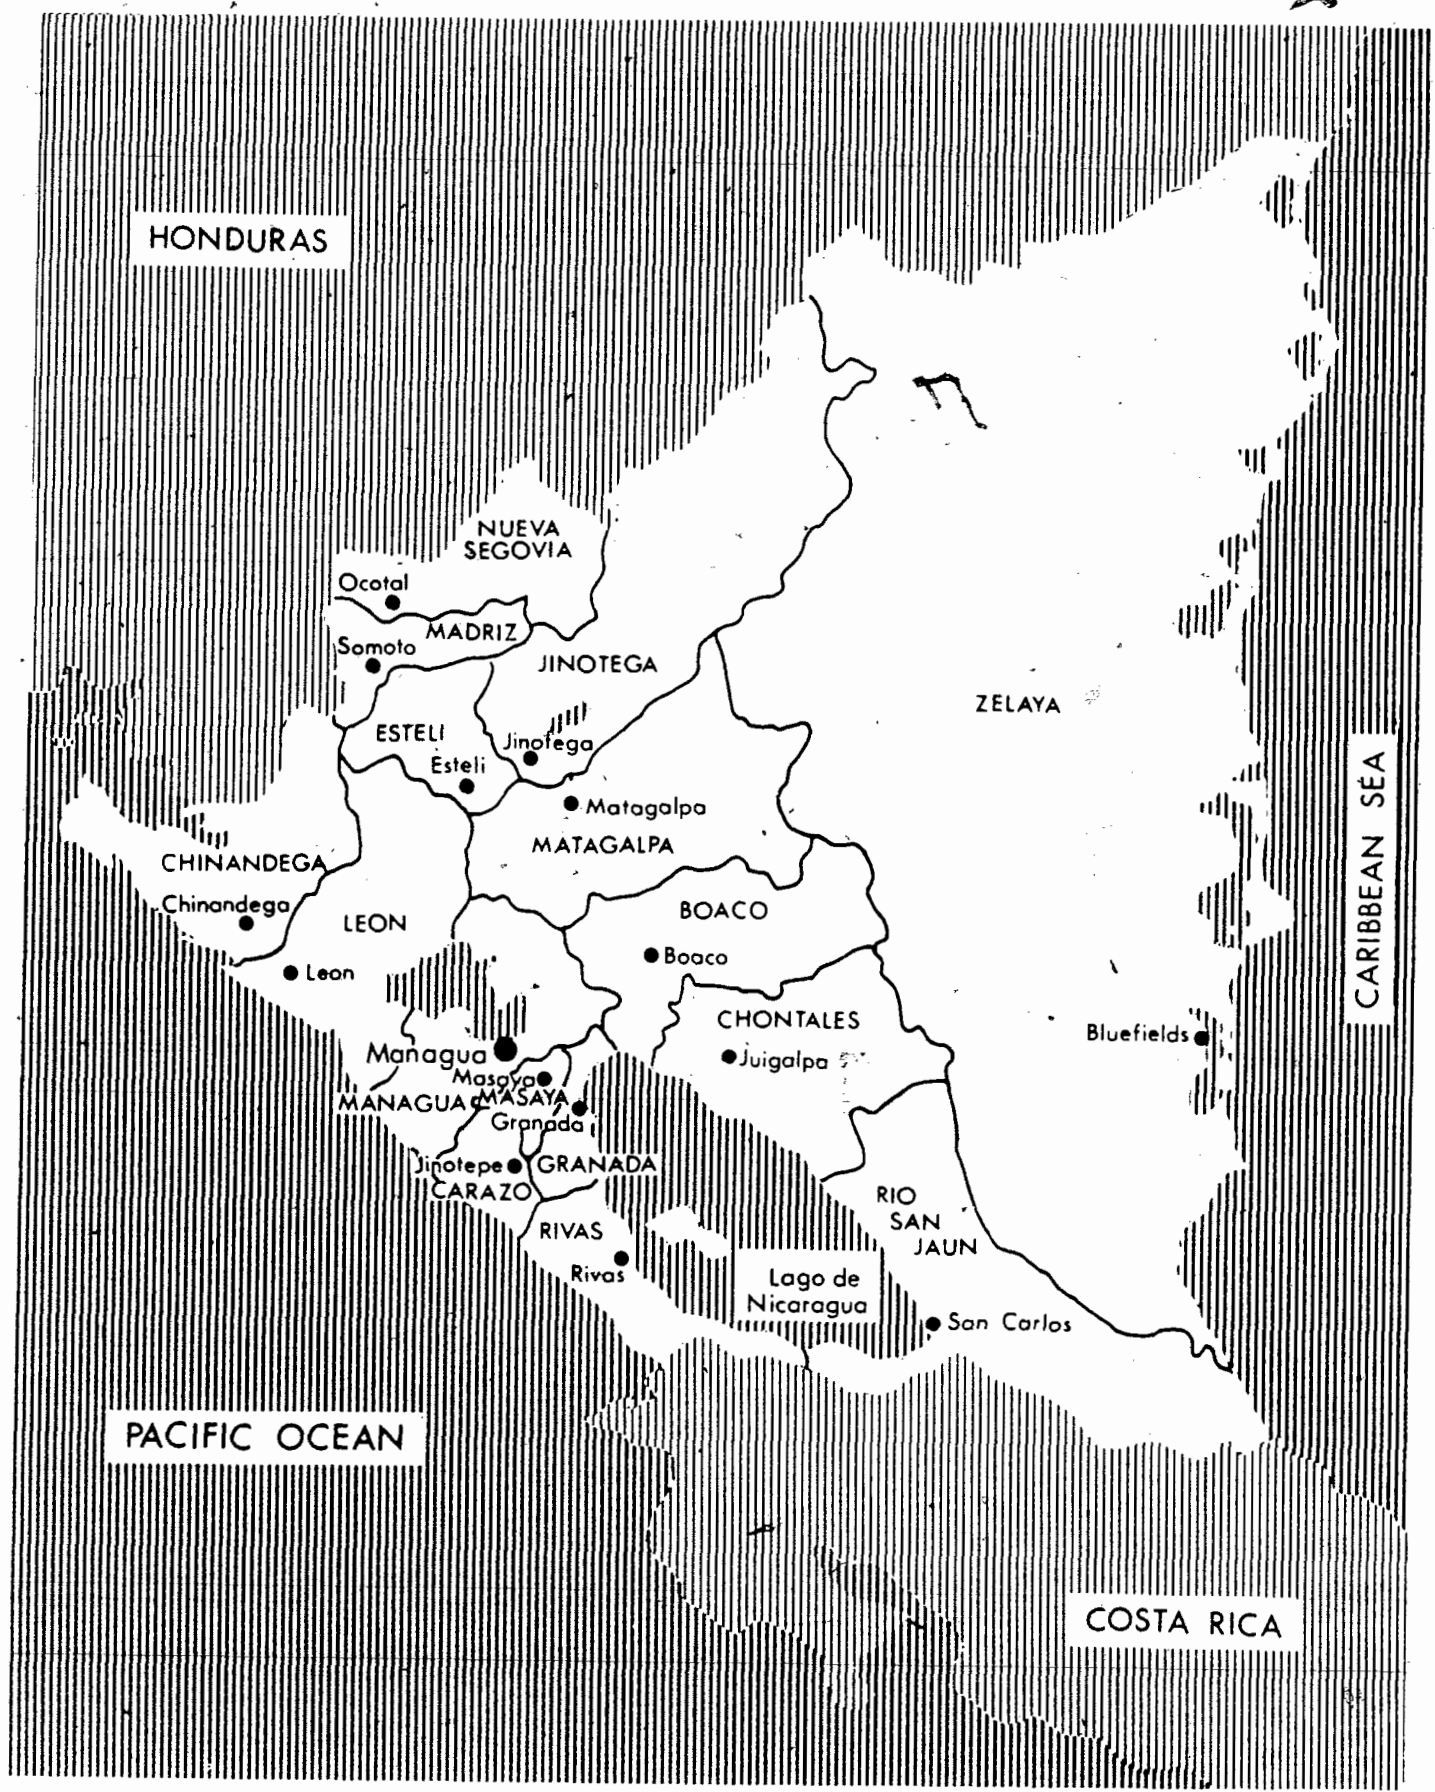 HONDURAS
NUEVA
SEGOVIA
Ocotal
MADRIZ
Somoto
JINOTEGA
ZELAYA
ESTELI
Jinotega
Esteli
Matagalpa
MATAGALPA
CARIBBEAN SEA
CHINANDEGA
Chinandega
LEON
BOACO
Boaco
Leon
CHONTALES
Bluefields
Managua
Juigalpa
Masaya
MANAGUA
MASAYA
Granada
Jinotepe
GRANADA
CARAZO
RIO
SAN
JAUN
RIVAS
Rivas
Lago de
Nicaragua
San Carlos
PACIFIC OCEAN
COSTA RICA